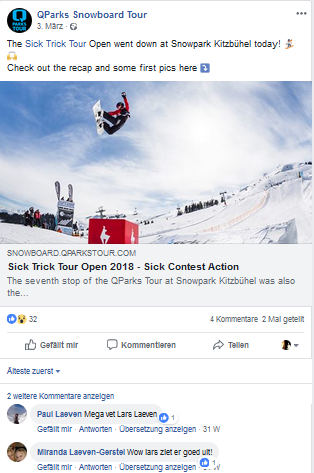 QParks Snowboard Tour
3. März ·
The Sick Trick Tour Open went down at Snowpark Kitzbühel today!
Check out the recap and some first pics here
SNOWBOARD.QPARKSTOUR.COM
Sick Trick Tour Open 2018 - Sick Contest Action
The seventh stop of the QParks Tour at Snowpark Kitzbühel was also
the...
32
4 Kommentare 2 Mal geteilt
Gefällt mir Kommentieren Teilen
Älteste zuerst
2 weitere Kommentare anzeigen
Paul Laeven Mega vet Lars Laeven
1
Gefällt mir · Antworten · Übersetzung anzeigen · 31 W
Miranda Laeven-Gerstel Wow lars ziet er goed uit!
1
Gefällt mir · Antworten · Übersetzung anzeigen · 31 W